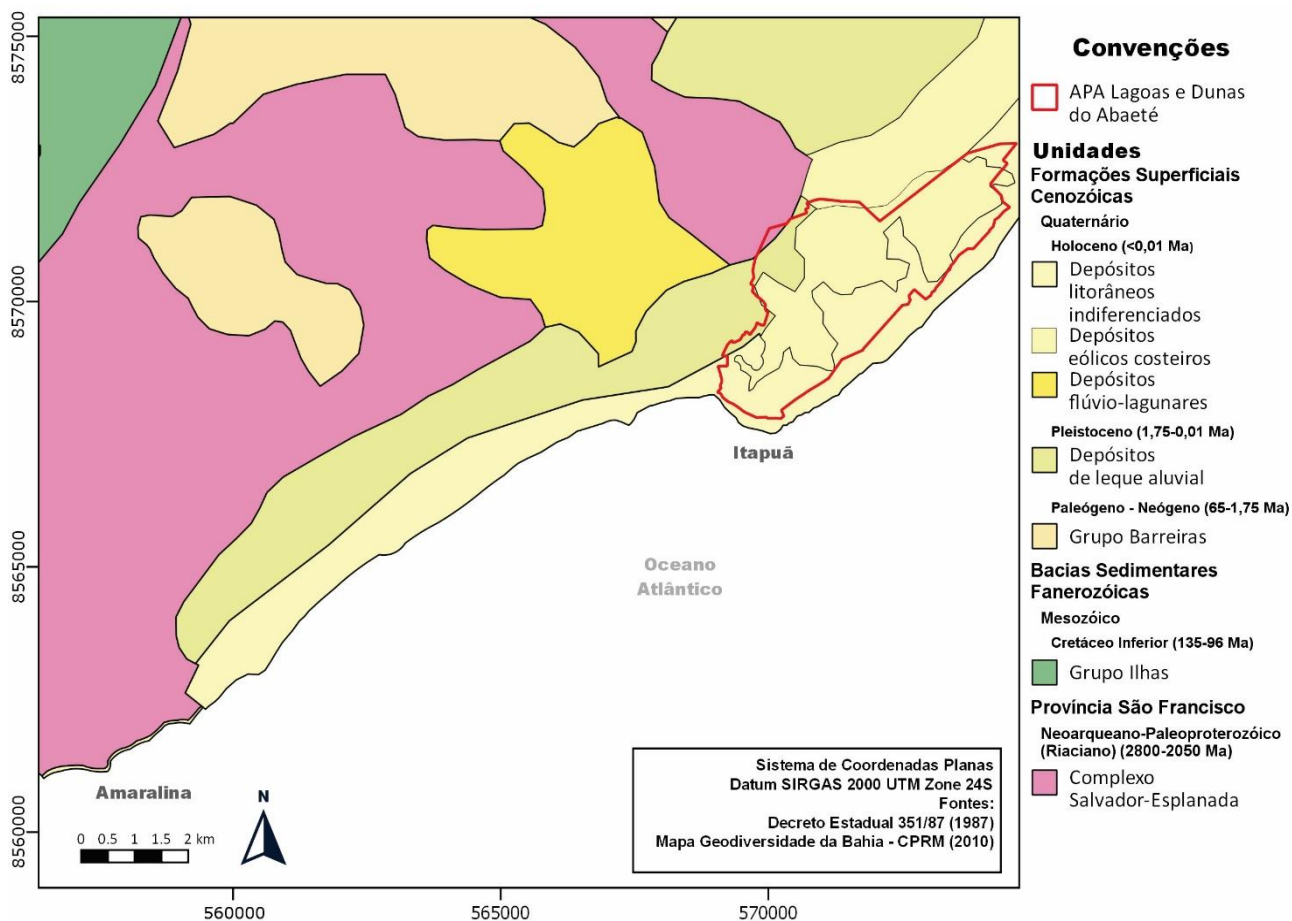 8575000
8570000
8565000
8560000
560000
565000
570000
Itapuã
Oceano
Atlântico
Amaralina
0 0.5 1 1.5 2 km
N
Sistema de Coordenadas Planas
Datum SIRGAS 2000 UTM Zone 24S
Fontes:
Decreto Estadual 351/87 (1987)
Mapa Geodiversidade da Bahia - CPRM (2010)
Convenções
APA Lagoas e Dunas
do Abaeté
Unidades
Formações Superficiais
Cenozóicas
Quaternário
Holoceno (<0,01 Ma)
Depósitos
litorâneos
indiferenciados
Depósitos
eólicos costeiros
Depósitos
flúvio-lagunares
Pleistoceno (1,75-0,01 Ma)
Depósitos
de leque aluvial
Paleógeno - Neógeno (65-1,75 Ma)
Grupo Barreiras
Bacias Sedimentares
Fanerozóicas
Mesozóico
Cretáceo Inferior (135-96 Ma)
Grupo Ilhas
Província São Francisco
Neoarqueano-Paleoproterozóico
(Riaciano) (2800-2050 Ma)
Complexo
Salvador-Esplanada